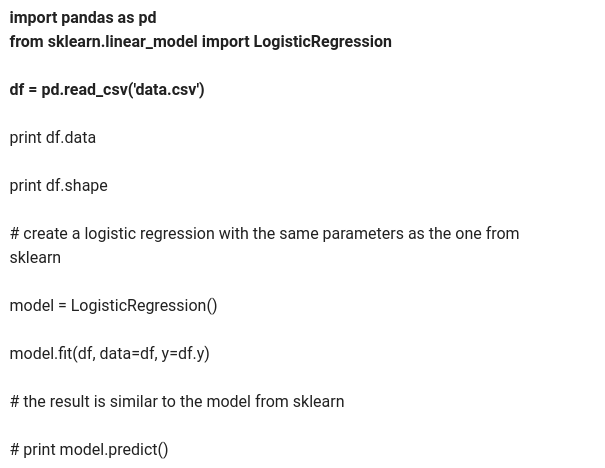 import pandas as pd
from sklearn.linear_model import LogisticRegression
df = pd.read_csv('data.csv')
print df.data
print df.shape
# create a logistic regression with the same parameters as the one from
sklearn
model = LogisticRegression()
model.fit(df, data=df, y=df.y)
# the result is similar to the model from sklearn
# print model.predict()